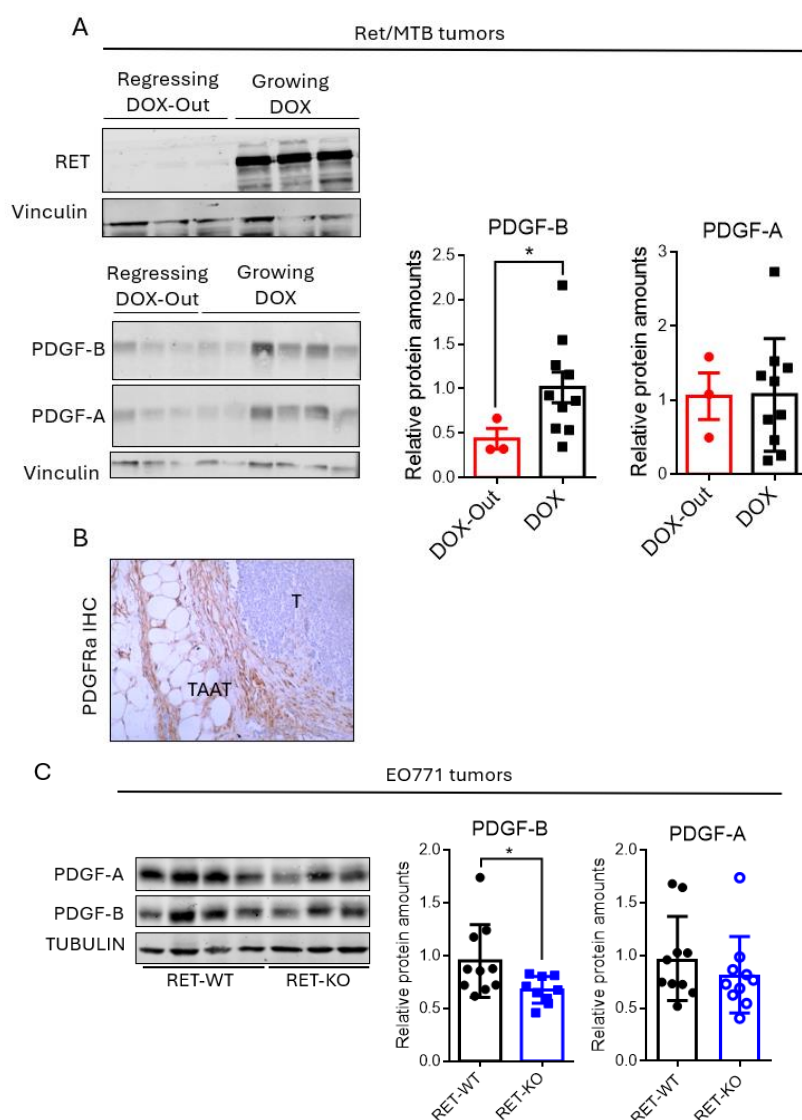 A
Ret/MTB tumors
Regressing
DOX-Out
Growing
DOX
RET
Vinculin
Regressing
DOX-Out
Growing
DOX
PDGF-B
PDGF-A
Vinculin
PDGF-B
*
Relative protein amounts
2.5
2.0
1.5
1.0
0.5
0.0
DOX-Out
DOX
PDGF-A
Relative protein amounts
3
2
1
0
DOX-Out
DOX
B
PDGFRa IHC
T
TAAT
C
EO771 tumors
PDGF-A
PDGF-B
TUBULIN
RET-WT
RET-KO
PDGF-B
*
Relative protein amounts
2.0
1.5
1.0
0.5
0.0
RET-WT
RET-KO
PDGF-A
Relative protein amounts
2.0
1.5
1.0
0.5
0.0
RET-WT
RET-KO